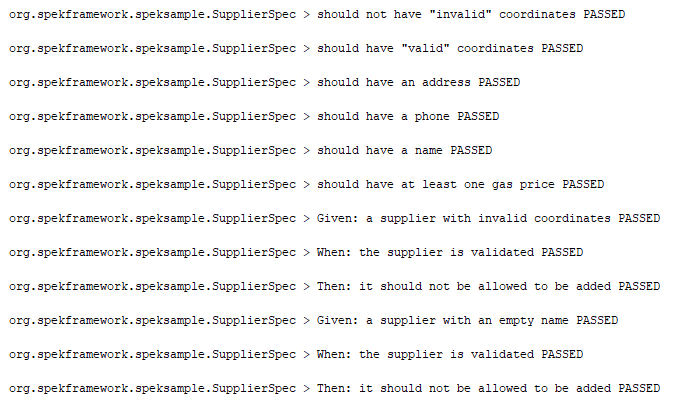 org.spekframework.speksample.SupplierSpec > should not have "invalid" coordinates PASSED
org.spekframework.speksample.SupplierSpec > should have "valid" coordinates PASSED
org.spekframework.speksample.SupplierSpec > should have an address PASSED
org.spekframework.speksample.SupplierSpec > should have a phone PASSED
org.spekframework.speksample.SupplierSpec > should have a name PASSED
org.spekframework.speksample.SupplierSpec > should have at least one gas price PASSED
org.spekframework.speksample.SupplierSpec > Given: a supplier with invalid coordinates PASSED
org.spekframework.speksample.SupplierSpec > When: the supplier is validated PASSED
org.spekframework.speksample.SupplierSpec > Then: it should not be allowed to be added PASSED
org.spekframework.speksample.SupplierSpec > Given: a supplier with an empty name PASSED
org.spekframework.speksample.SupplierSpec > When: the supplier is validated PASSED
org.spekframework.speksample.SupplierSpec > Then: it should not be allowed to be added PASSED